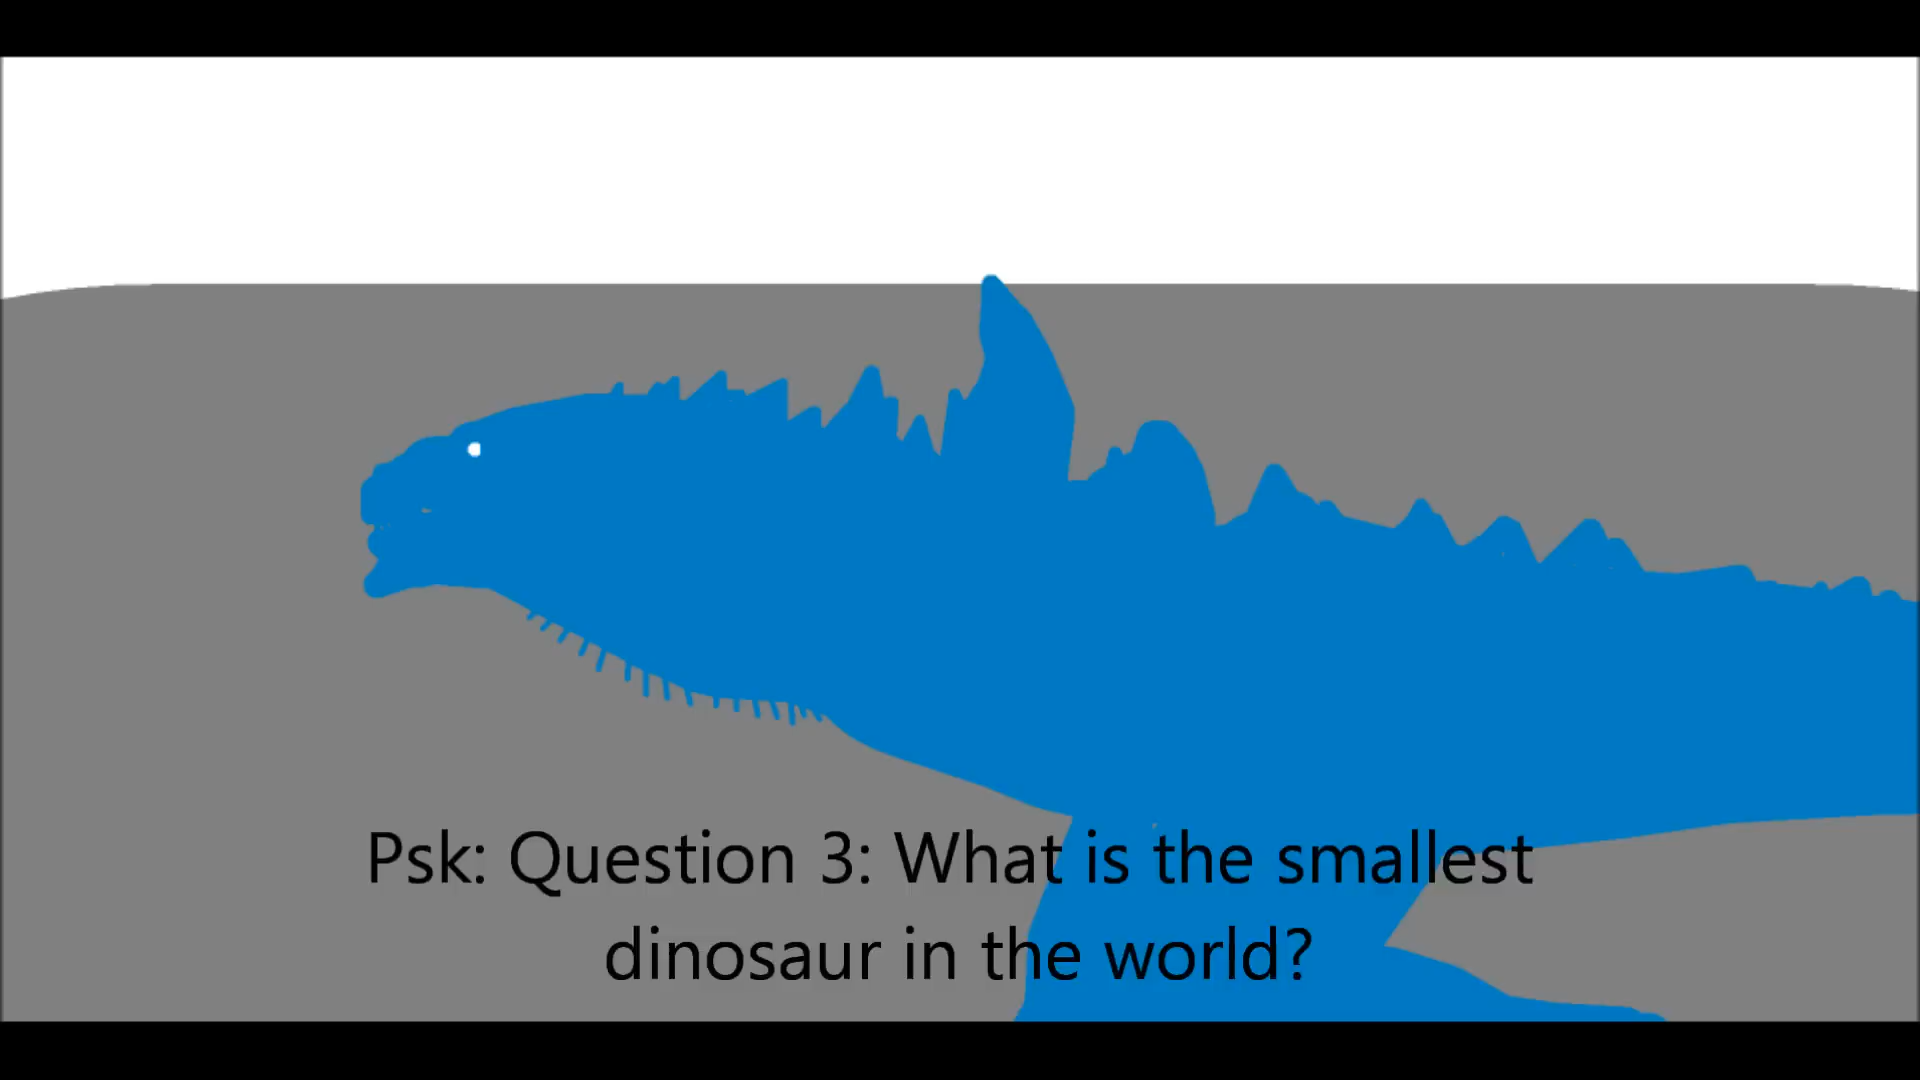 Psk: Question 3: What is the smallest
dinosaur in the world?